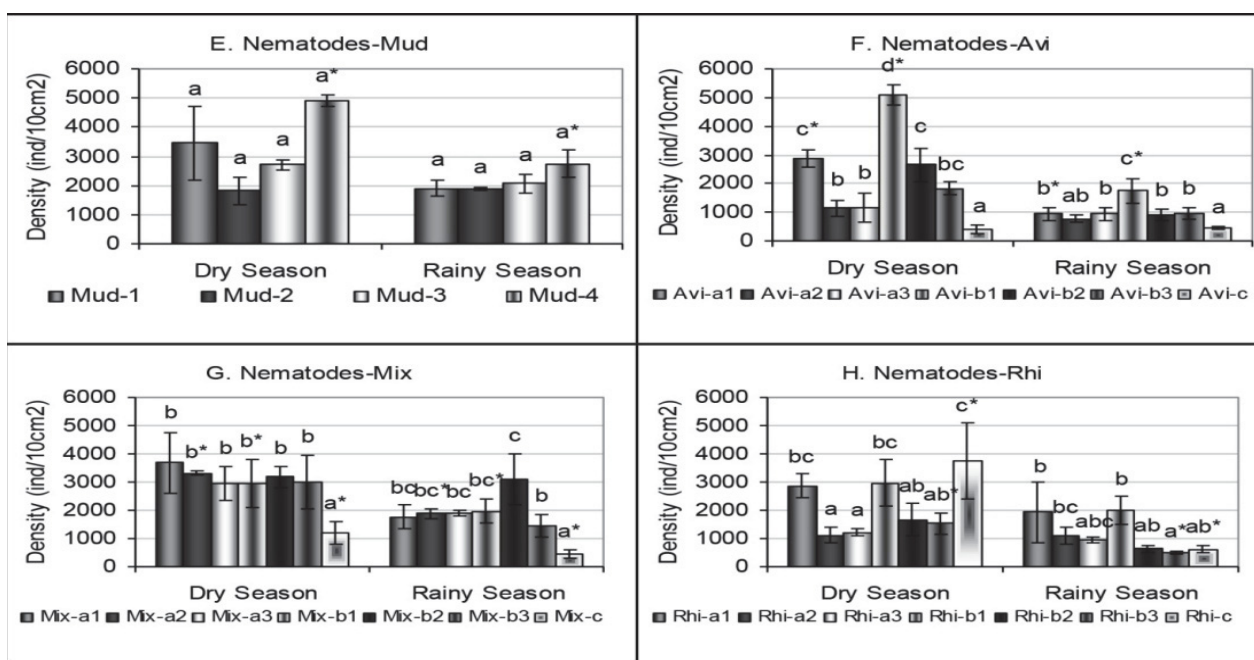 E. Nematodes-Mud
Density (ind/10cm2)
6000
5000
4000
3000
2000
1000
0
a a a a* a a a a*
Dry Season Rainy Season
Mud-1 Mud-2 Mud-3 Mud-4
F. Nematodes-Avi
Density (ind/10cm2)
6000
5000
4000
3000
2000
1000
0
c* b b d* c bc a b* ab b c* b b a
Dry Season Rainy Season
Avi-a1 Avi-a2 Avi-a3 Avi-b1 Avi-b2 Avi-b3 Avi-c
G. Nematodes-Mix
Density (ind/10cm2)
6000
5000
4000
3000
2000
1000
0
b b* b b* b b a* bc bc* bc bc* c b a*
Dry Season Rainy Season
Mix-a1 Mix-a2 Mix-a3 Mix-b1 Mix-b2 Mix-b3 Mix-c
H. Nematodes-Rhi
Density (ind/10cm2)
6000
5000
4000
3000
2000
1000
0
bc a a bc ab ab* c* b bc abc b ab a* ab*
Dry Season Rainy Season
Rhi-a1 Rhi-a2 Rhi-a3 Rhi-b1 Rhi-b2 Rhi-b3 Rhi-c